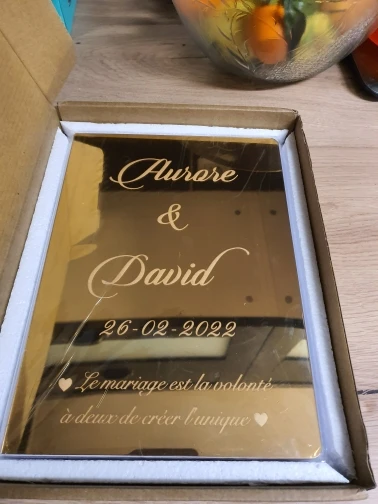 Aurore
&
David
26-02-2022
♥ Le mariage est la volonté
à deux de créer l'unique ♥